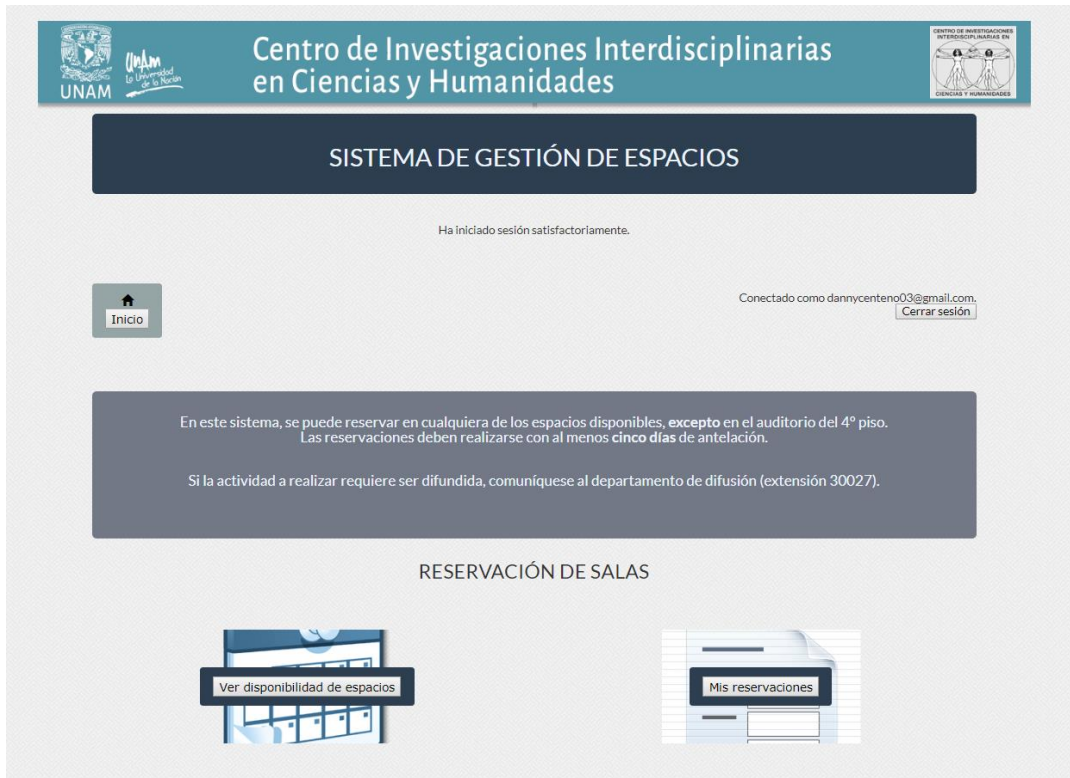 UNAM
UnAm
La Universidad
de la Nación
Centro de Investigaciones Interdisciplinarias
en Ciencias y Humanidades
CENTRO DE INVESTIGACIONES
INTERDISCIPLINARIAS EN
CIENCIAS Y HUMANIDADES
SISTEMA DE GESTIÓN DE ESPACIOS
Ha iniciado sesión satisfactoriamente.
Inicio
Conectado como dannycenteno03@gmail.com.
Cerrar sesión
En este sistema, se puede reservar en cualquiera de los espacios disponibles, excepto en el auditorio del 4º piso.
Las reservaciones deben realizarse con al menos cinco días de antelación.
Si la actividad a realizar requiere ser difundida, comuníquese al departamento de difusión (extensión 30027).
RESERVACIÓN DE SALAS
Ver disponibilidad de espacios
Mis reservaciones